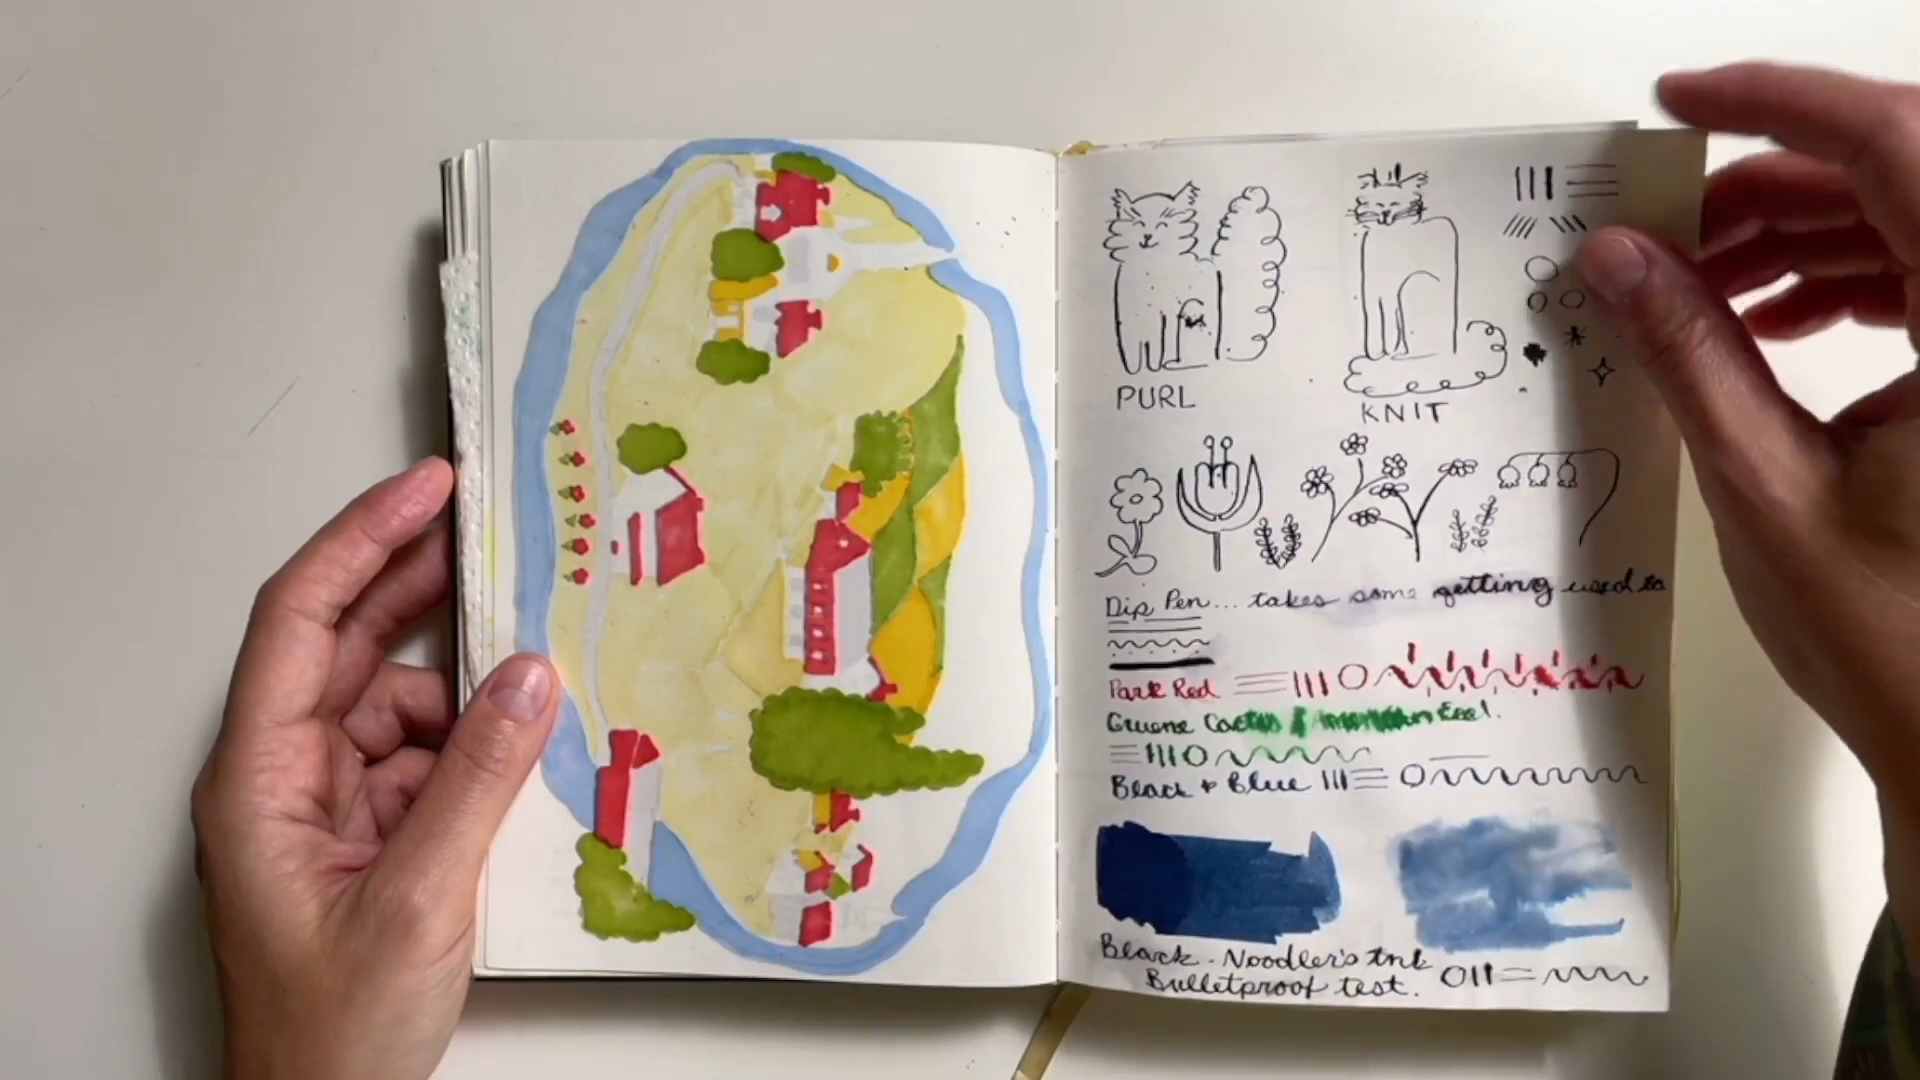 PURL
KNIT
Dip Pen... takes some getting used to
Park Red
Gruene Cactus
Black & Blue
Black - Noodler's Ink
Bulletproof test.